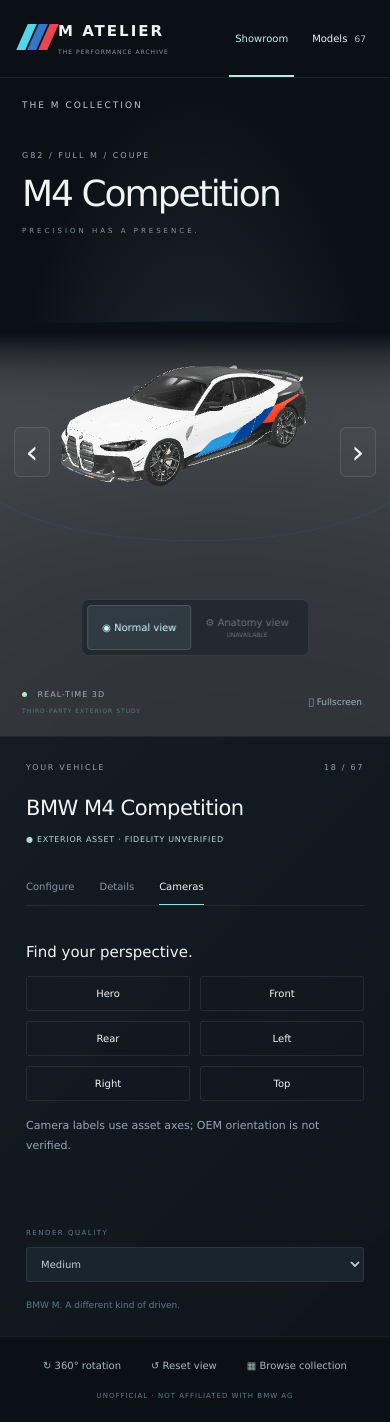 M ATELIER
THE PERFORMANCE ARCHIVE
Showroom
Models 67
THE M COLLECTION
G82 / FULL M / COUPE
M4 Competition
PRECISION HAS A PRESENCE.
‹
›
◉ Normal view
⚙ Anatomy view
UNAVAILABLE
REAL-TIME 3D
THIRD-PARTY EXTERIOR STUDY
Fullscreen
YOUR VEHICLE
18 / 67
BMW M4 Competition
● EXTERIOR ASSET · FIDELITY UNVERIFIED
Configure
Details
Cameras
Find your perspective.
Hero
Front
Rear
Left
Right
Top
Camera labels use asset axes; OEM orientation is not
verified.
RENDER QUALITY
Medium
BMW M. A different kind of driven.
↻ 360° rotation
↺ Reset view
▦ Browse collection
UNOFFICIAL · NOT AFFILIATED WITH BMW AG